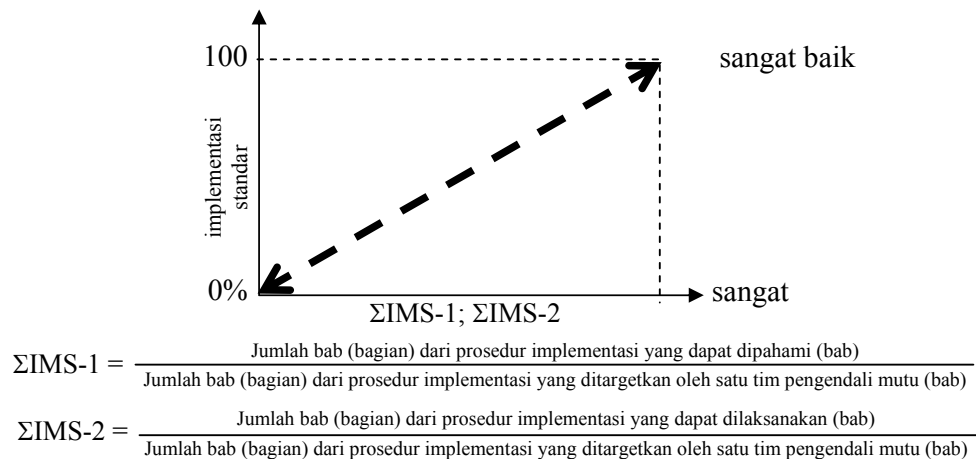 100
sangat baik
implementasi
standar
0%
sangat
ΣIMS-1; ΣIMS-2
ΣIMS-1 = Jumlah bab (bagian) dari prosedur implementasi yang dapat dipahami (bab)
Jumlah bab (bagian) dari prosedur implementasi yang ditargetkan oleh satu tim pengendali mutu (bab)
ΣIMS-2 = Jumlah bab (bagian) dari prosedur implementasi yang dapat dilaksanakan (bab)
Jumlah bab (bagian) dari prosedur implementasi yang ditargetkan oleh satu tim pengendali mutu (bab)